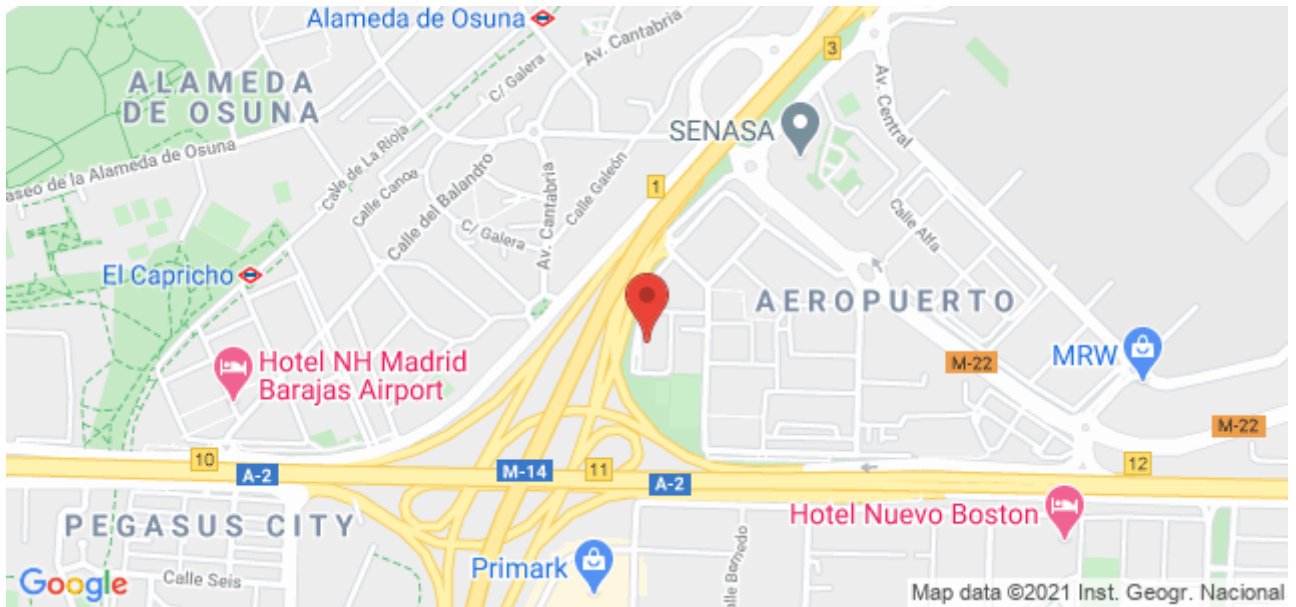 Alameda de Osuna
ALAMEDA
DE OSUNA
Av. Cantabria
C/ Galera
3
Av. Central
SENASA
Calle de La Rioja
aseo de la Alameda de Osuna
Calle Canoe
Calle del Balandro
Calle Galeón
1
Av. Cantabria
C/ Galera
Calle Alfa
El Capricho
AEROPUERTO
Hotel NH Madrid
Barajas Airport
MRW
M-22
M-22
10
A-2
M-14
11
A-2
12
PEGASUS CITY
Hotel Nuevo Boston
Primark
Calle Bernedo
Calle Seis
Google
Map data ©2021 Inst. Geogr. Nacional